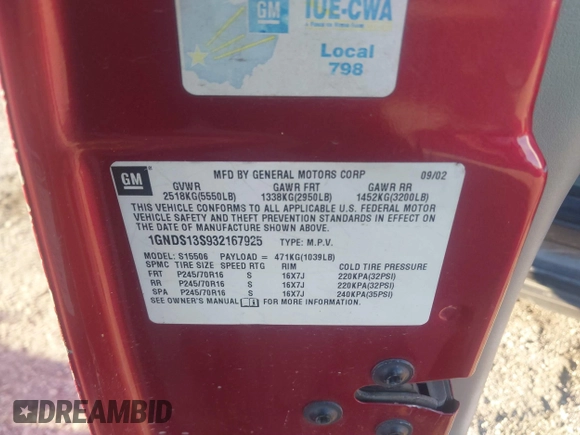 GM
IUE-CWA
Local
798
GM
MFD BY GENERAL MOTORS CORP 09/02
GVWR GAWR FRT GAWR RR
2518KG(5550LB) 1338KG(2950LB) 1452KG(3200LB)
THIS VEHICLE CONFORMS TO ALL APPLICABLE U.S. FEDERAL MOTOR
VEHICLE SAFETY AND THEFT PREVENTION STANDARDS IN EFFECT ON
THE DATE OF MANUFACTURE SHOWN ABOVE.
1GNDS13S932167925 TYPE: M.P.V.
MODEL: S15506 PAYLOAD = 471KG(1039LB)
SPMC TIRE SIZE SPEED RTG RIM COLD TIRE PRESSURE
FRT P245/70R16 S 16X7J 220KPA(32PSI)
RR P245/70R16 S 16X7J 220KPA(32PSI)
SPA P245/70R16 S 16X7J 240KPA(35PSI)
SEE OWNER'S MANUAL FOR MORE INFORMATION.
DREAMBID